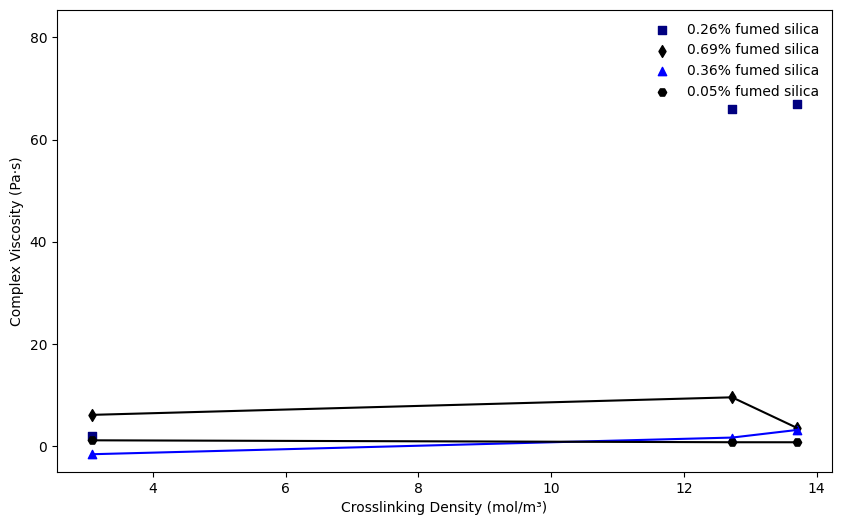 0.26% fumed silica
0.69% fumed silica
0.36% fumed silica
0.05% fumed silica
80
60
40
20
0
Complex Viscosity (Pa·s)
4 6 8 10 12 14
Crosslinking Density (mol/m³)